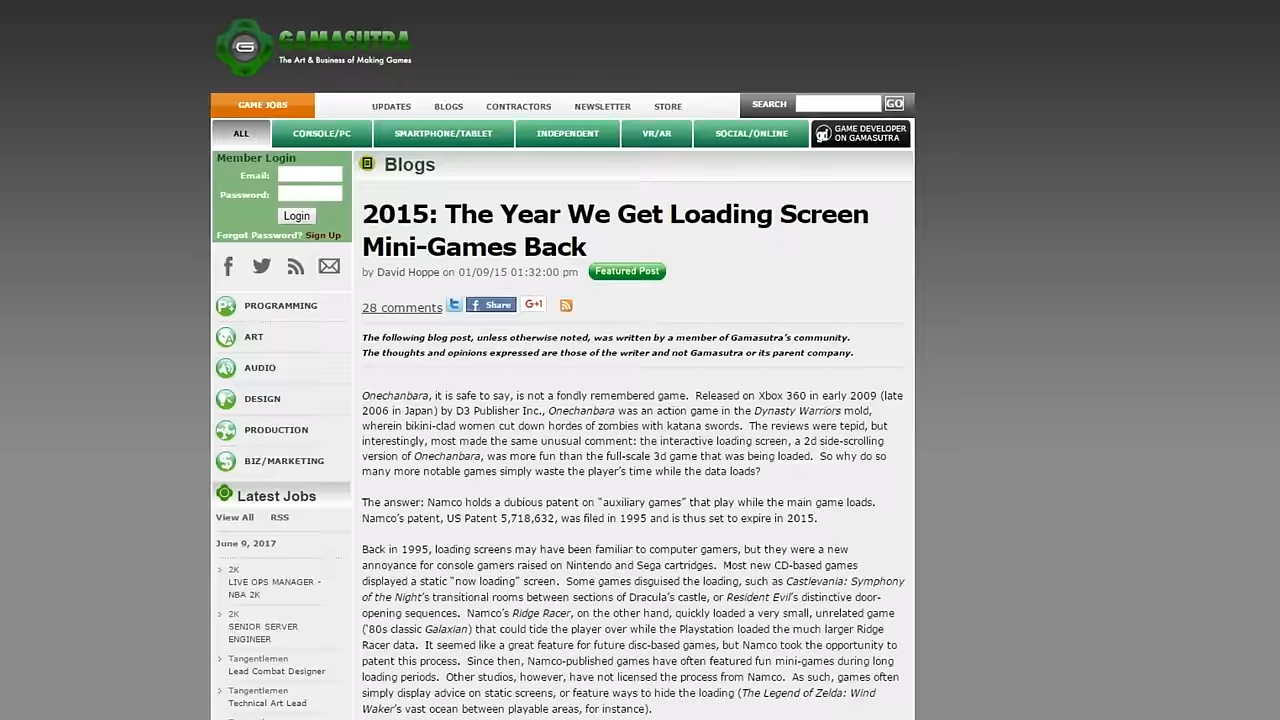 GAMASUTRA
The Art & Business of Making Games
GAME JOBS
UPDATES BLOGS CONTRACTORS NEWSLETTER STORE
SEARCH GO
ALL CONSOLE/PC SMARTPHONE/TABLET INDEPENDENT VR/AR SOCIAL/ONLINE
GAME DEVELOPER
ON GAMASUTRA
Member Login
Email:
Password:
Login
Forgot Password? Sign Up
PROGRAMMING
ART
AUDIO
DESIGN
PRODUCTION
BIZ/MARKETING
Latest Jobs
View All RSS
June 9, 2017
2K
LIVE OPS MANAGER -
NBA 2K
2K
SENIOR SERVER
ENGINEER
Tangentlemen
Lead Combat Designer
Tangentlemen
Technical Art Lead
Blogs
2015: The Year We Get Loading Screen
Mini-Games Back
by David Hoppe on 01/09/15 01:32:00 pm Featured Post
28 comments Share G+1
The following blog post, unless otherwise noted, was written by a member of Gamasutra's community.
The thoughts and opinions expressed are those of the writer and not Gamasutra or its parent company.
Onechanbara, it is safe to say, is not a fondly remembered game. Released on Xbox 360 in early 2009 (late
2006 in Japan) by D3 Publisher Inc., Onechanbara was an action game in the Dynasty Warriors mold,
wherein bikini-clad women cut down hordes of zombies with katana swords. The reviews were tepid, but
interestingly, most made the same unusual comment: the interactive loading screen, a 2d side-scrolling
version of Onechanbara, was more fun than the full-scale 3d game that was being loaded. So why do so
many more notable games simply waste the player's time while the data loads?
The answer: Namco holds a dubious patent on "auxiliary games" that play while the main game loads.
Namco's patent, US Patent 5,718,632, was filed in 1995 and is thus set to expire in 2015.
Back in 1995, loading screens may have been familiar to computer gamers, but they were a new
annoyance for console gamers raised on Nintendo and Sega cartridges. Most new CD-based games
displayed a static "now loading" screen. Some games disguised the loading, such as Castlevania: Symphony
of the Night's transitional rooms between sections of Dracula's castle, or Resident Evil's distinctive door-
opening sequences. Namco's Ridge Racer, on the other hand, quickly loaded a very small, unrelated game
('80s classic Galaxian) that could tide the player over while the Playstation loaded the much larger Ridge
Racer data. It seemed like a great feature for future disc-based games, but Namco took the opportunity to
patent this process. Since then, Namco-published games have often featured fun mini-games during long
loading periods. Other studios, however, have not licensed the process from Namco. As such, games often
simply display advice on static screens, or feature ways to hide the loading (The Legend of Zelda: Wind
Waker's vast ocean between playable areas, for instance).